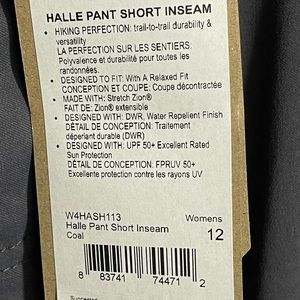 HALLE PANT SHORT INSEAM
• HIKING PERFECTION: trail-to-trail durability &
versatility
LA PERFECTION SUR LES SENTIERS:
Polyvalence et durabilité pour toutes les
randonnées.
• DESIGNED TO FIT: With A Relaxed Fit
CONCEPTION ET COUPE: Coupe décontractée
• MADE WITH: Stretch Zion®
FAIT DE: Zion® extensible
• DESIGNED WITH: DWR, Water Repellent Finish
DÉTAIL DE CONCEPTION: Traitement
déperlant durable (DWR)
• DESIGNED WITH: UPF 50+ Excellent Rated
Sun Protection
DÉTAIL DE CONCEPTION: FPRUV 50+
Excellente protection contre les rayons UV
W4HASH113 Womens
Halle Pant Short Inseam 12
Coal
8 83741 74471 2
Suggested